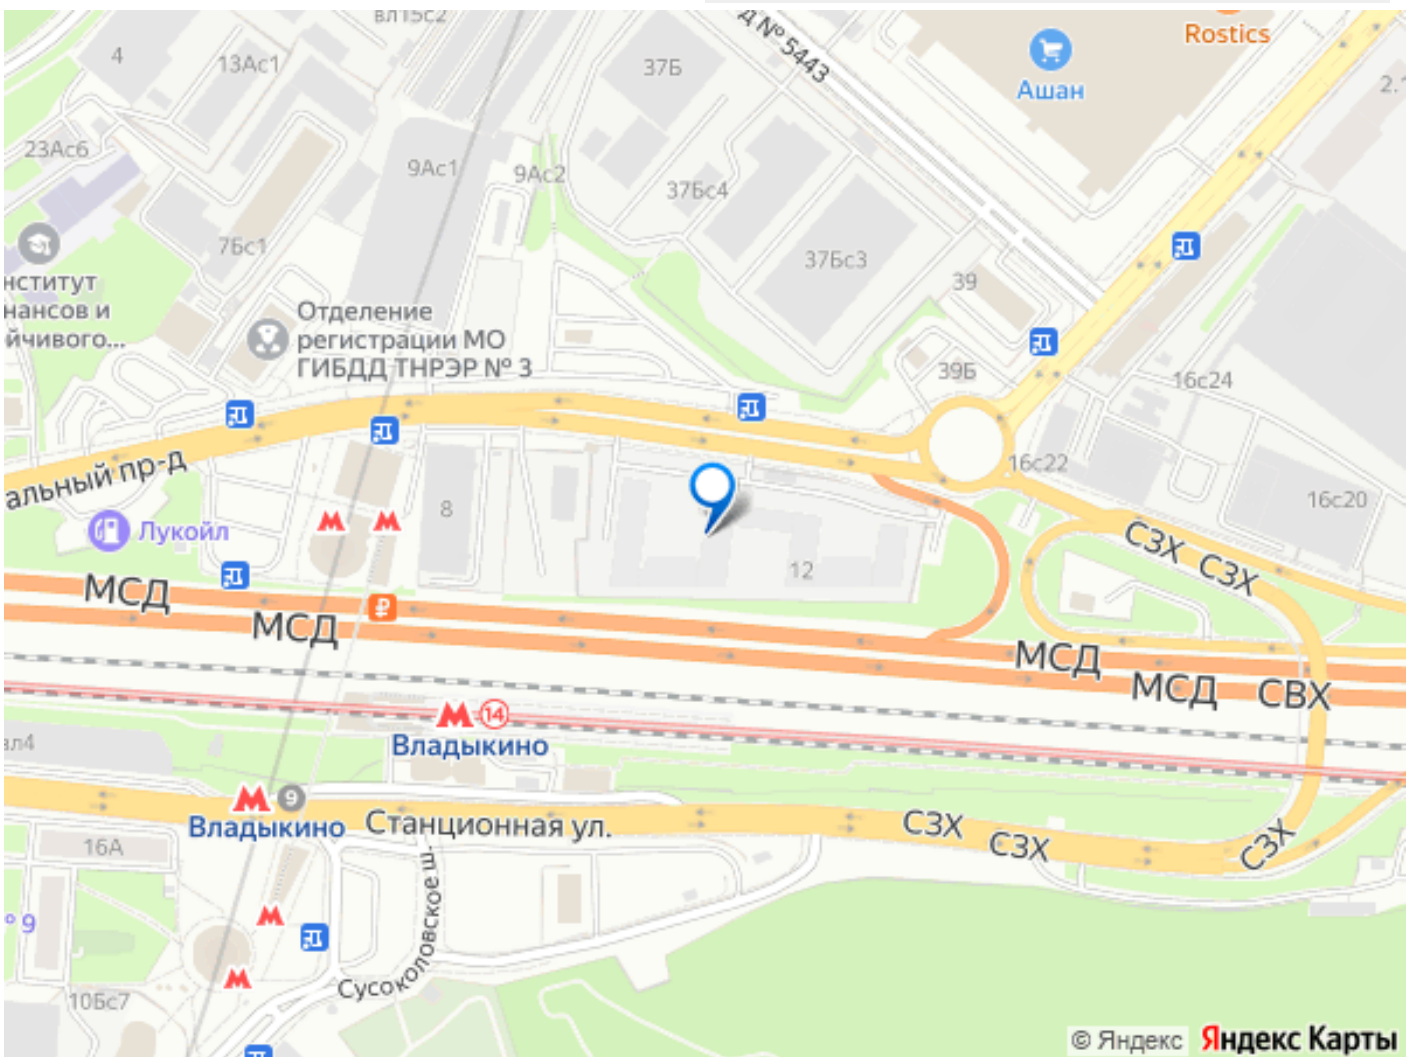 вл15с2
Rostics
4
13Ас1
37Б
д № 5443
Ашан
2.1
23Ас6
9Ас1
9Ас2
37Бс4
7Бс1
37Бс3
39
нститут
нансов и
йчивого...
Отделение
регистрации МО
ГИБДД ТНРЭР № 3
39Б
16с24
альный пр-д
16с22
8
16с20
Лукойл
12
СЗХ
СЗХ
МСД
МСД
МСД
МСД
СВХ
14
Владыкино
вл4
9
Владыкино
Станционная ул.
СЗХ
СЗХ
СЗХ
16А
Сусоколовское ш.
№ 9
10Бс7
© Яндекс Яндекс Карты